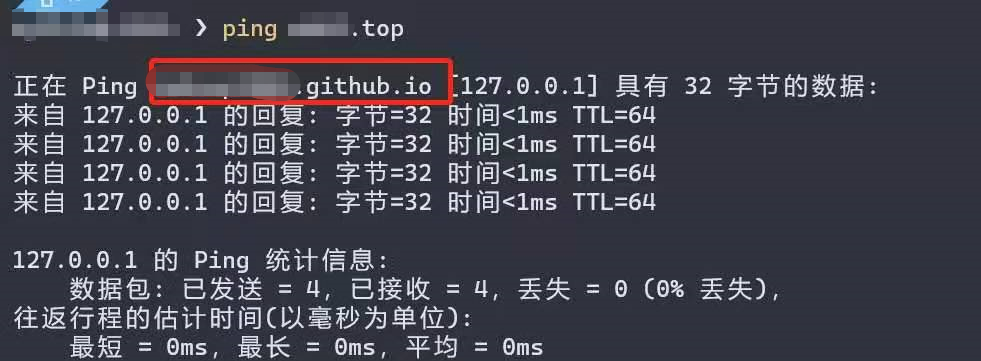 ❯ ping .top
正在 Ping .github.io [127.0.0.1] 具有 32 字节的数据:
来自 127.0.0.1 的回复: 字节=32 时间<1ms TTL=64
来自 127.0.0.1 的回复: 字节=32 时间<1ms TTL=64
来自 127.0.0.1 的回复: 字节=32 时间<1ms TTL=64
来自 127.0.0.1 的回复: 字节=32 时间<1ms TTL=64
127.0.0.1 的 Ping 统计信息:
数据包: 已发送 = 4, 已接收 = 4, 丢失 = 0 (0% 丢失),
往返行程的估计时间(以毫秒为单位):
最短 = 0ms, 最长 = 0ms, 平均 = 0ms